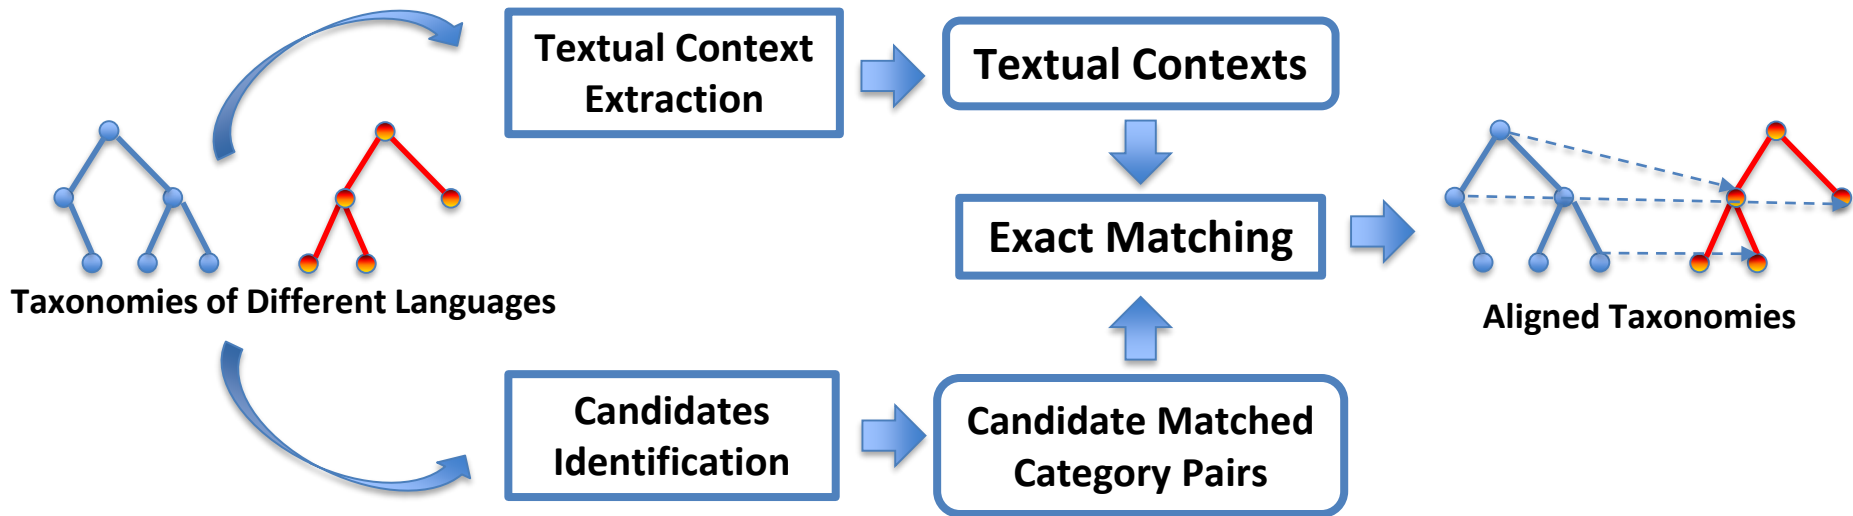 Taxonomies of Different Languages
Textual Context
Extraction
Textual Contexts
Candidates
Identification
Candidate Matched
Category Pairs
Exact Matching
Aligned Taxonomies